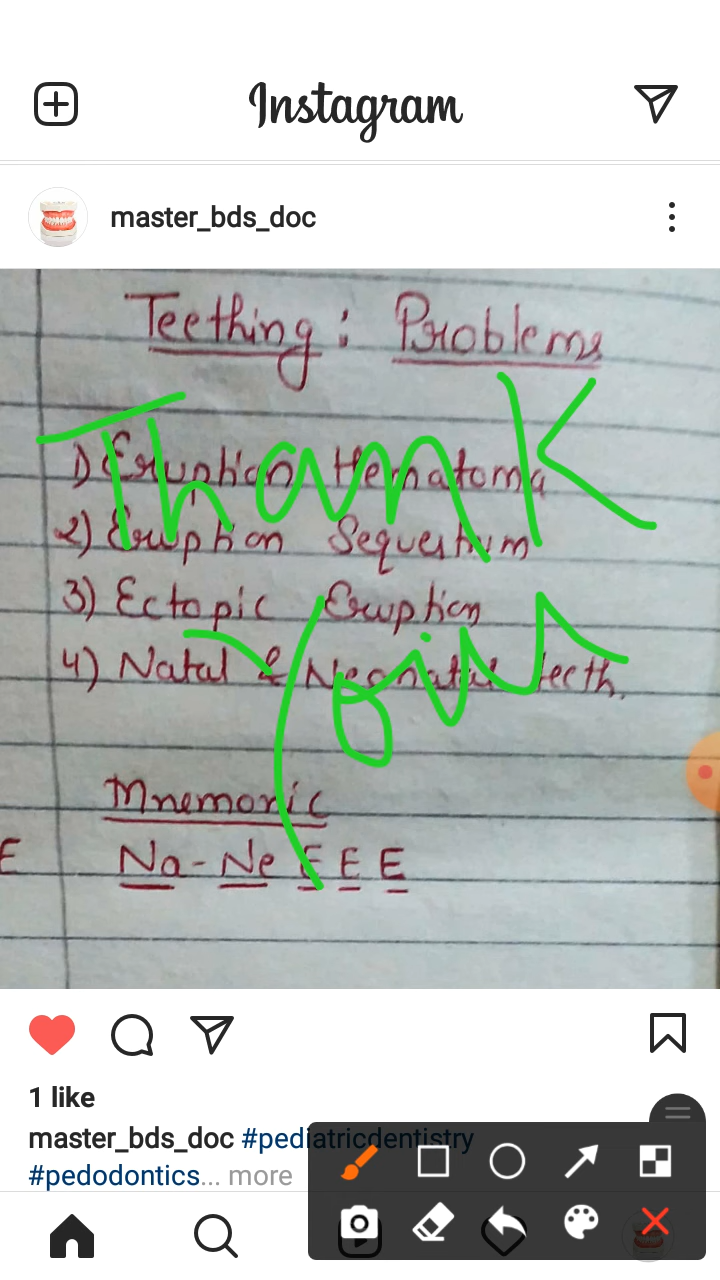 Instagram
master_bds_doc
Teething: Problems
1) Eruption Hematoma
2) Eruption Sequestrum
3) Ectopic Eruption
4) Natal & Neonatal teeth.
Thank
You
Mnemonic
E Na-Ne E E E
1 like
master_bds_doc #pediatricdentistry
#pedodontics... more